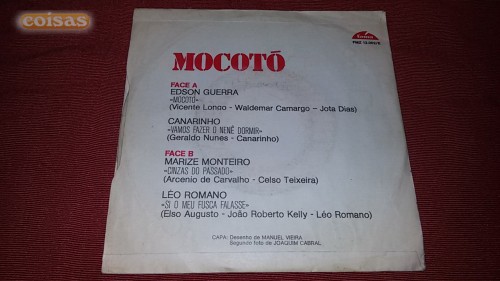 coisas
MOCOTÓ
FACE A
EDSON GUERRA
«MOCOTÓ»
(Vicente Longo - Waldemar Camargo – Jota Dias)
CANARINHO
«VAMOS FAZER O NENÊ DORMIR»
(Geraldo Nunes - Canarinho)
FACE B
MARIZE MONTEIRO
«CINZAS DO PASSADO»
(Arcenio de Carvalho - Celso Teixeira)
LÉO ROMANO
«SI O MEU FUSCA FALASSE»
(Elso Augusto - João Roberto Kelly - Léo Romano)
CAPA: Desenho de MANUEL VIEIRA
Segundo foto de JOAQUIM CABRAL